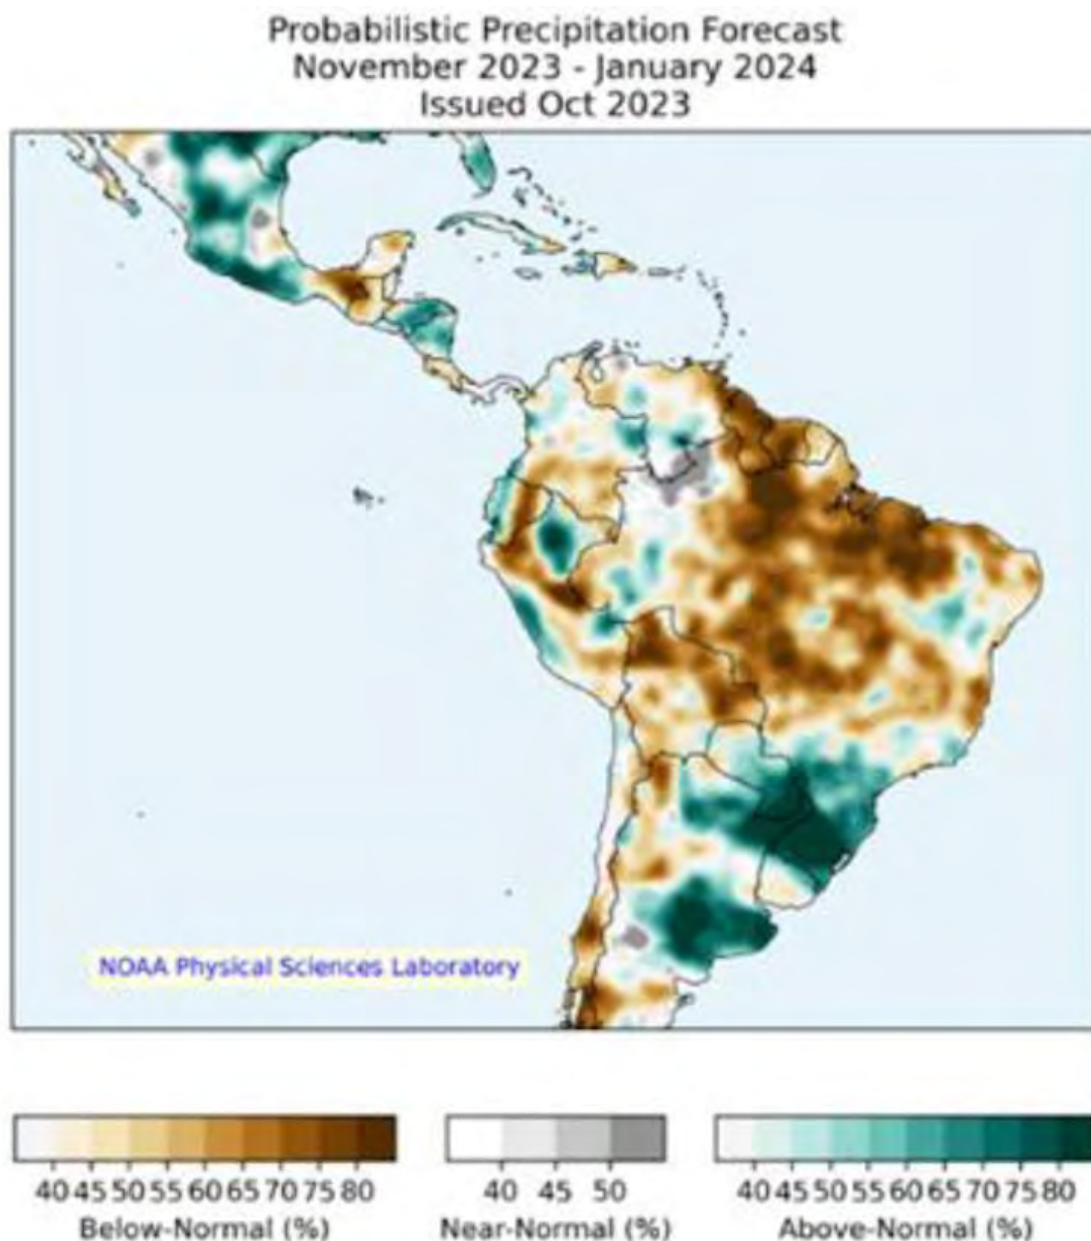 Probabilistic Precipitation Forecast
November 2023 - January 2024
Issued Oct 2023
NOAA Physical Sciences Laboratory
40 45 50 55 60 65 70 75 80
40 45 50
40 45 50 55 60 65 70 75 80
Below-Normal (%)
Near-Normal (%)
Above-Normal (%)